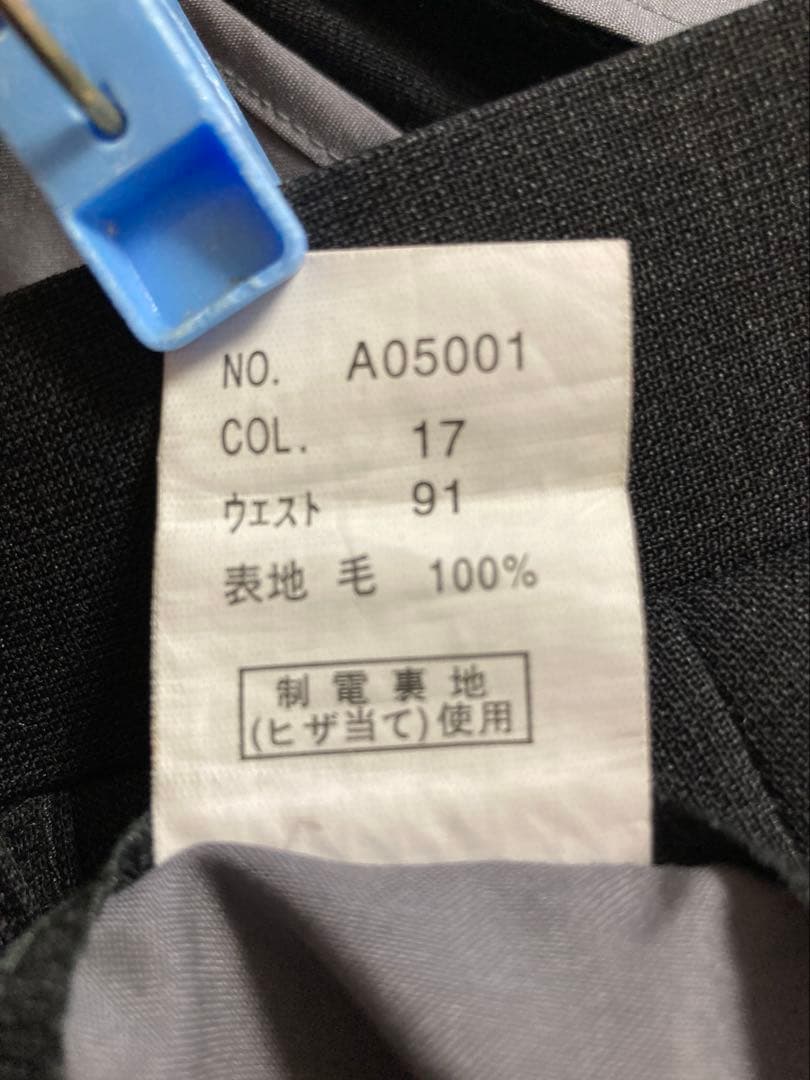 NO. A05001
COL. 17
ウエスト 91
表地 毛 100%
制電裏地
(ヒザ当て)使用